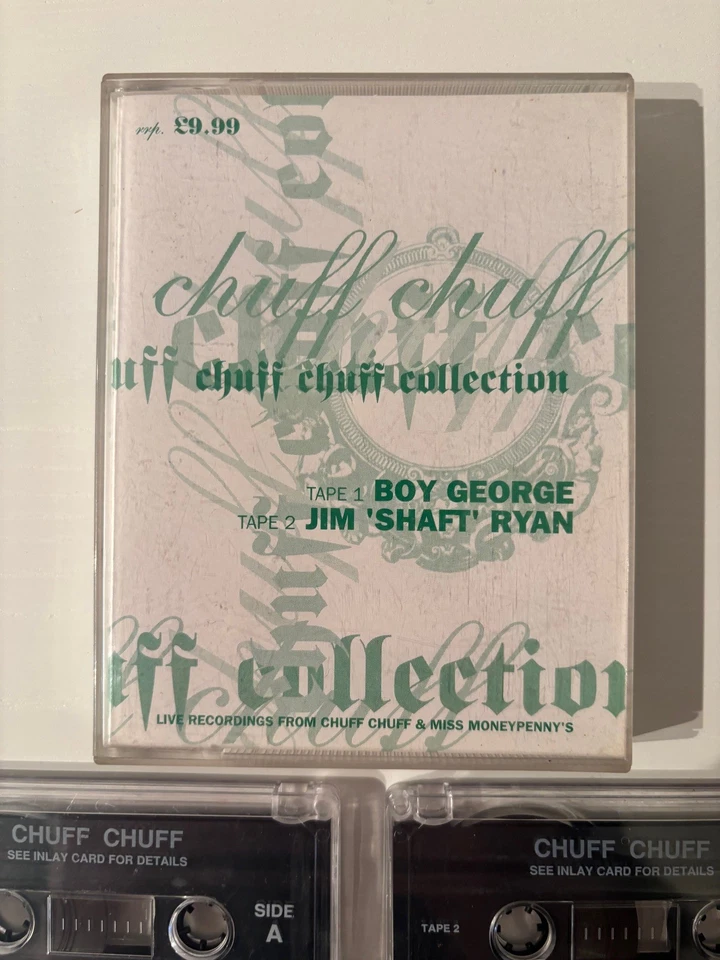 rrp. £9.99
chuff chuff
uff chuff chuff collection
TAPE 1 BOY GEORGE
TAPE 2 JIM 'SHAFT' RYAN
uff collection
LIVE RECORDINGS FROM CHUFF CHUFF & MISS MONEYPENNY'S
CHUFF CHUFF
SEE INLAY CARD FOR DETAILS
SIDE
A
CHUFF CHUFF
SEE INLAY CARD FOR DETAILS
TAPE 2